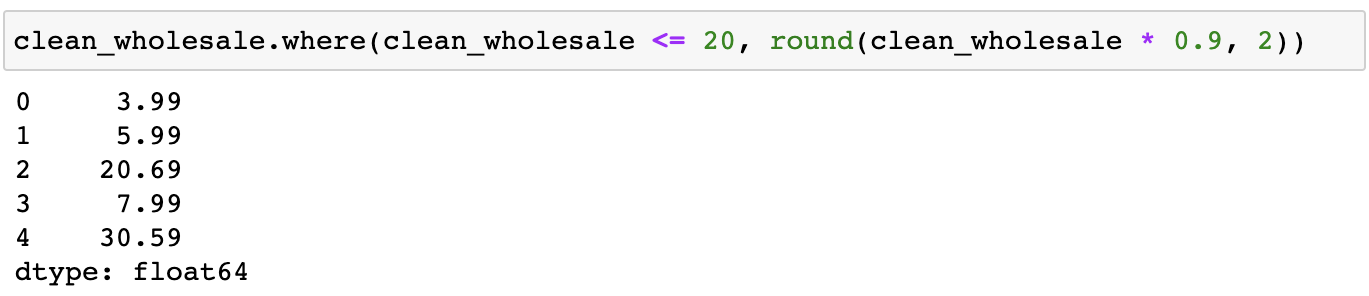 clean_wholesale.where(clean_wholesale <= 20, round(clean_wholesale * 0.9, 2))
0     3.99
1     5.99
2    20.69
3     7.99
4    30.59
dtype: float64